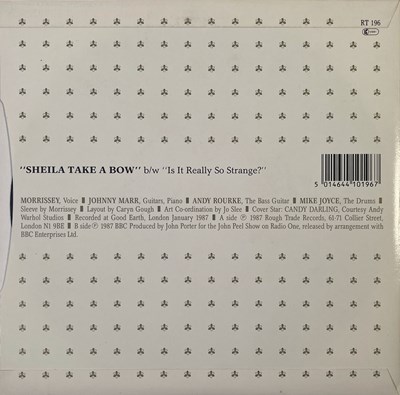 RT 196
"SHEILA TAKE A BOW" b/w "Is It Really So Strange?"
5 014644 101967
MORRISSEY, Voice ▮ JOHNNY MARR, Guitars, Piano ▮ ANDY ROURKE, The Bass Guitar ▮ MIKE JOYCE, The Drums ▮
Sleeve by Morrissey ▮ Layout by Caryn Gough ▮ Art Co-ordination by Jo Slee ▮ Cover Star: CANDY DARLING, Courtesy Andy
Warhol Studios ▮ Recorded at Good Earth, London January 1987 ▮ A side ℗ 1987 Rough Trade Records, 61-71 Collier Street,
London N1 9BE ▮ B side ℗ 1987 BBC Produced by John Porter for the John Peel Show on Radio One, released by arrangement with
BBC Enterprises Ltd.